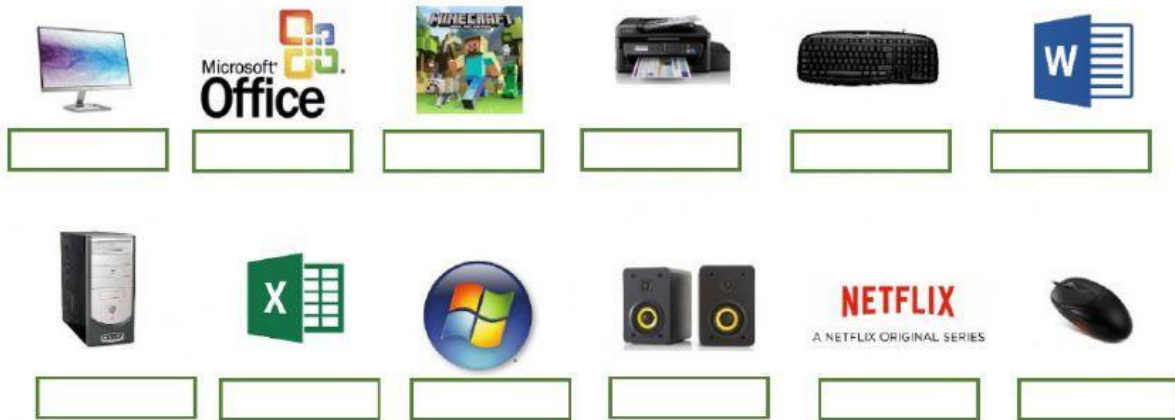 MINECRAFT
Microsoft
Office
W
X
NETFLIX
A NETFLIX ORIGINAL SERIES